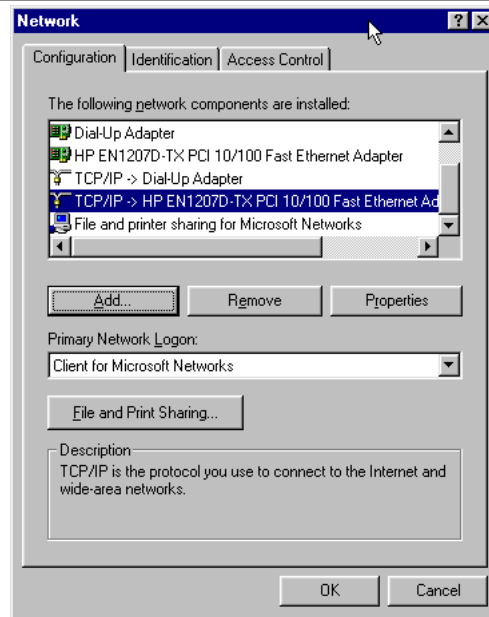 Network
Configuration Identification Access Control
The following network components are installed:
Dial-Up Adapter
HP EN1207D-TX PCI 10/100 Fast Ethernet Adapter
TCP/IP -> Dial-Up Adapter
TCP/IP -> HP EN1207D-TX PCI 10/100 Fast Ethernet Ad
File and printer sharing for Microsoft Networks
Add... Remove Properties
Primary Network Logon:
Client for Microsoft Networks
File and Print Sharing...
Description
TCP/IP is the protocol you use to connect to the Internet and
wide-area networks.
OK Cancel